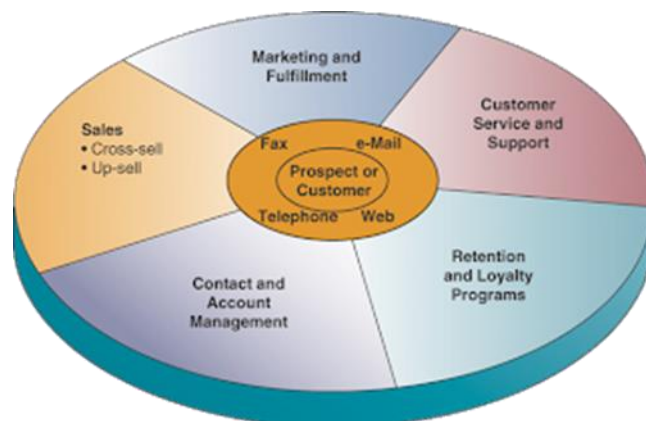 Marketing and
Fulfillment
Customer
Service and
Support
Sales
• Cross-sell
• Up-sell
Fax e-Mail
Prospect or
Customer
Telephone Web
Retention
and Loyalty
Programs
Contact and
Account
Management